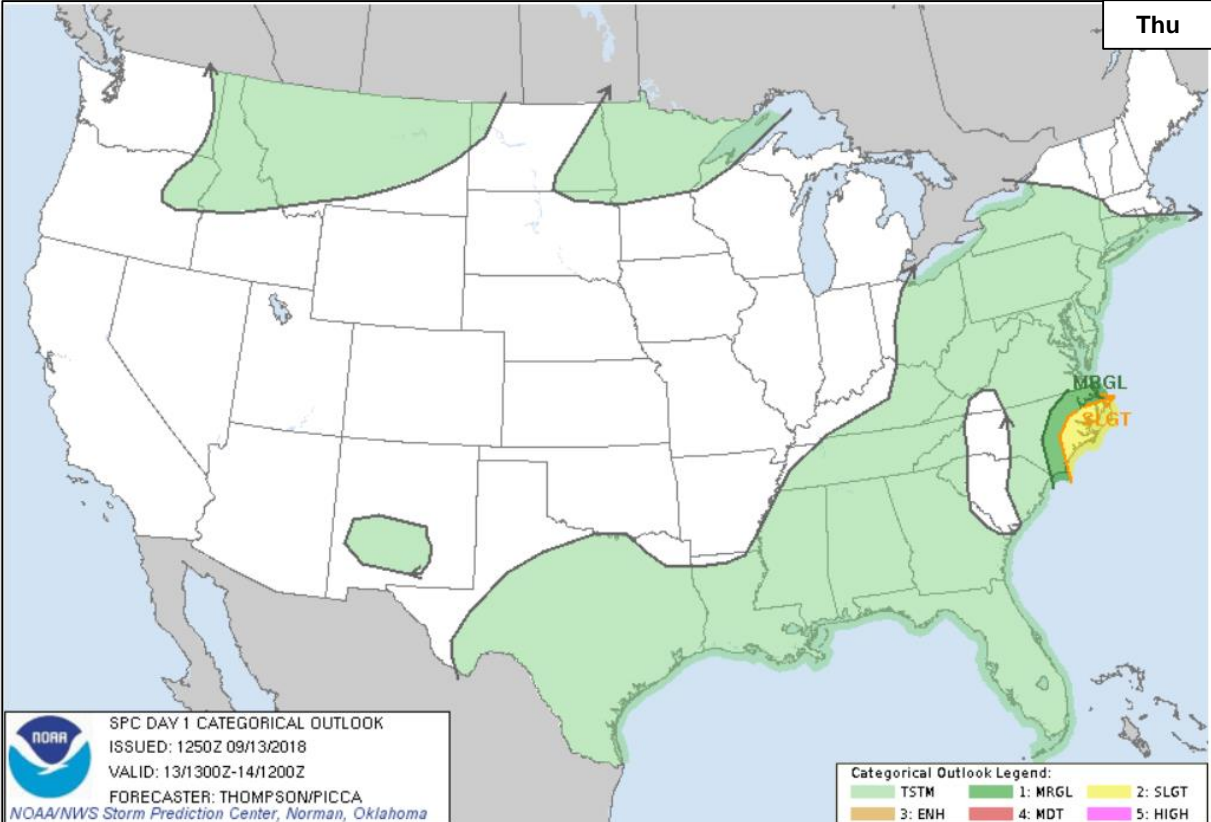 Thu
MRGL
SLGT
NOAA
SPC DAY 1 CATEGORICAL OUTLOOK
ISSUED: 1250Z 09/13/2018
VALID: 13/1300Z-14/1200Z
FORECASTER: THOMPSON/PICCA
NOAA/NWS Storm Prediction Center, Norman, Oklahoma
Categorical Outlook Legend:
TSTM 1: MRGL 2: SLGT
3: ENH 4: MDT 5: HIGH